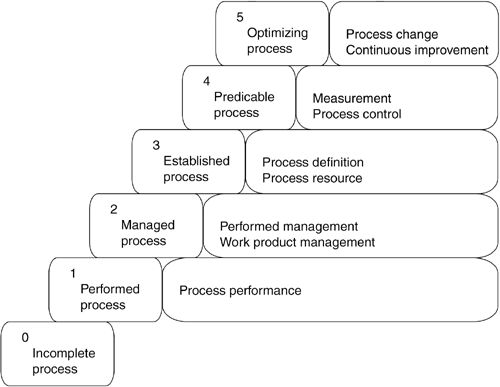 5
Optimizing process
Process change
Continuous improvement
4
Predicable process
Measurement
Process control
3
Established process
Process definition
Process resource
2
Managed process
Performed management
Work product management
1
Performed process
Process performance
0
Incomplete process